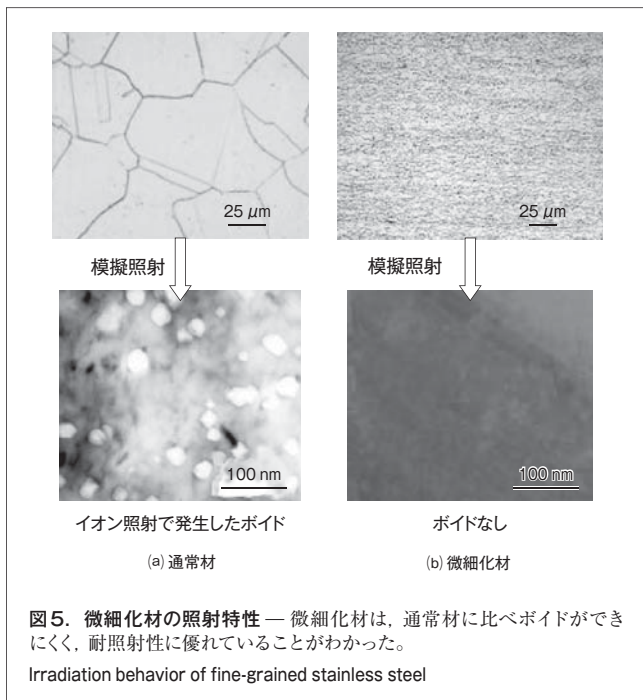 25 μm
25 μm
模擬照射
模擬照射
100 nm
100 nm
イオン照射で発生したボイド
ボイドなし
(a) 通常材
(b) 微細化材
図5. 微細化材の照射特性 — 微細化材は，通常材に比べボイドができ
にくく，耐照射性に優れていることがわかった。
Irradiation behavior of fine-grained stainless steel